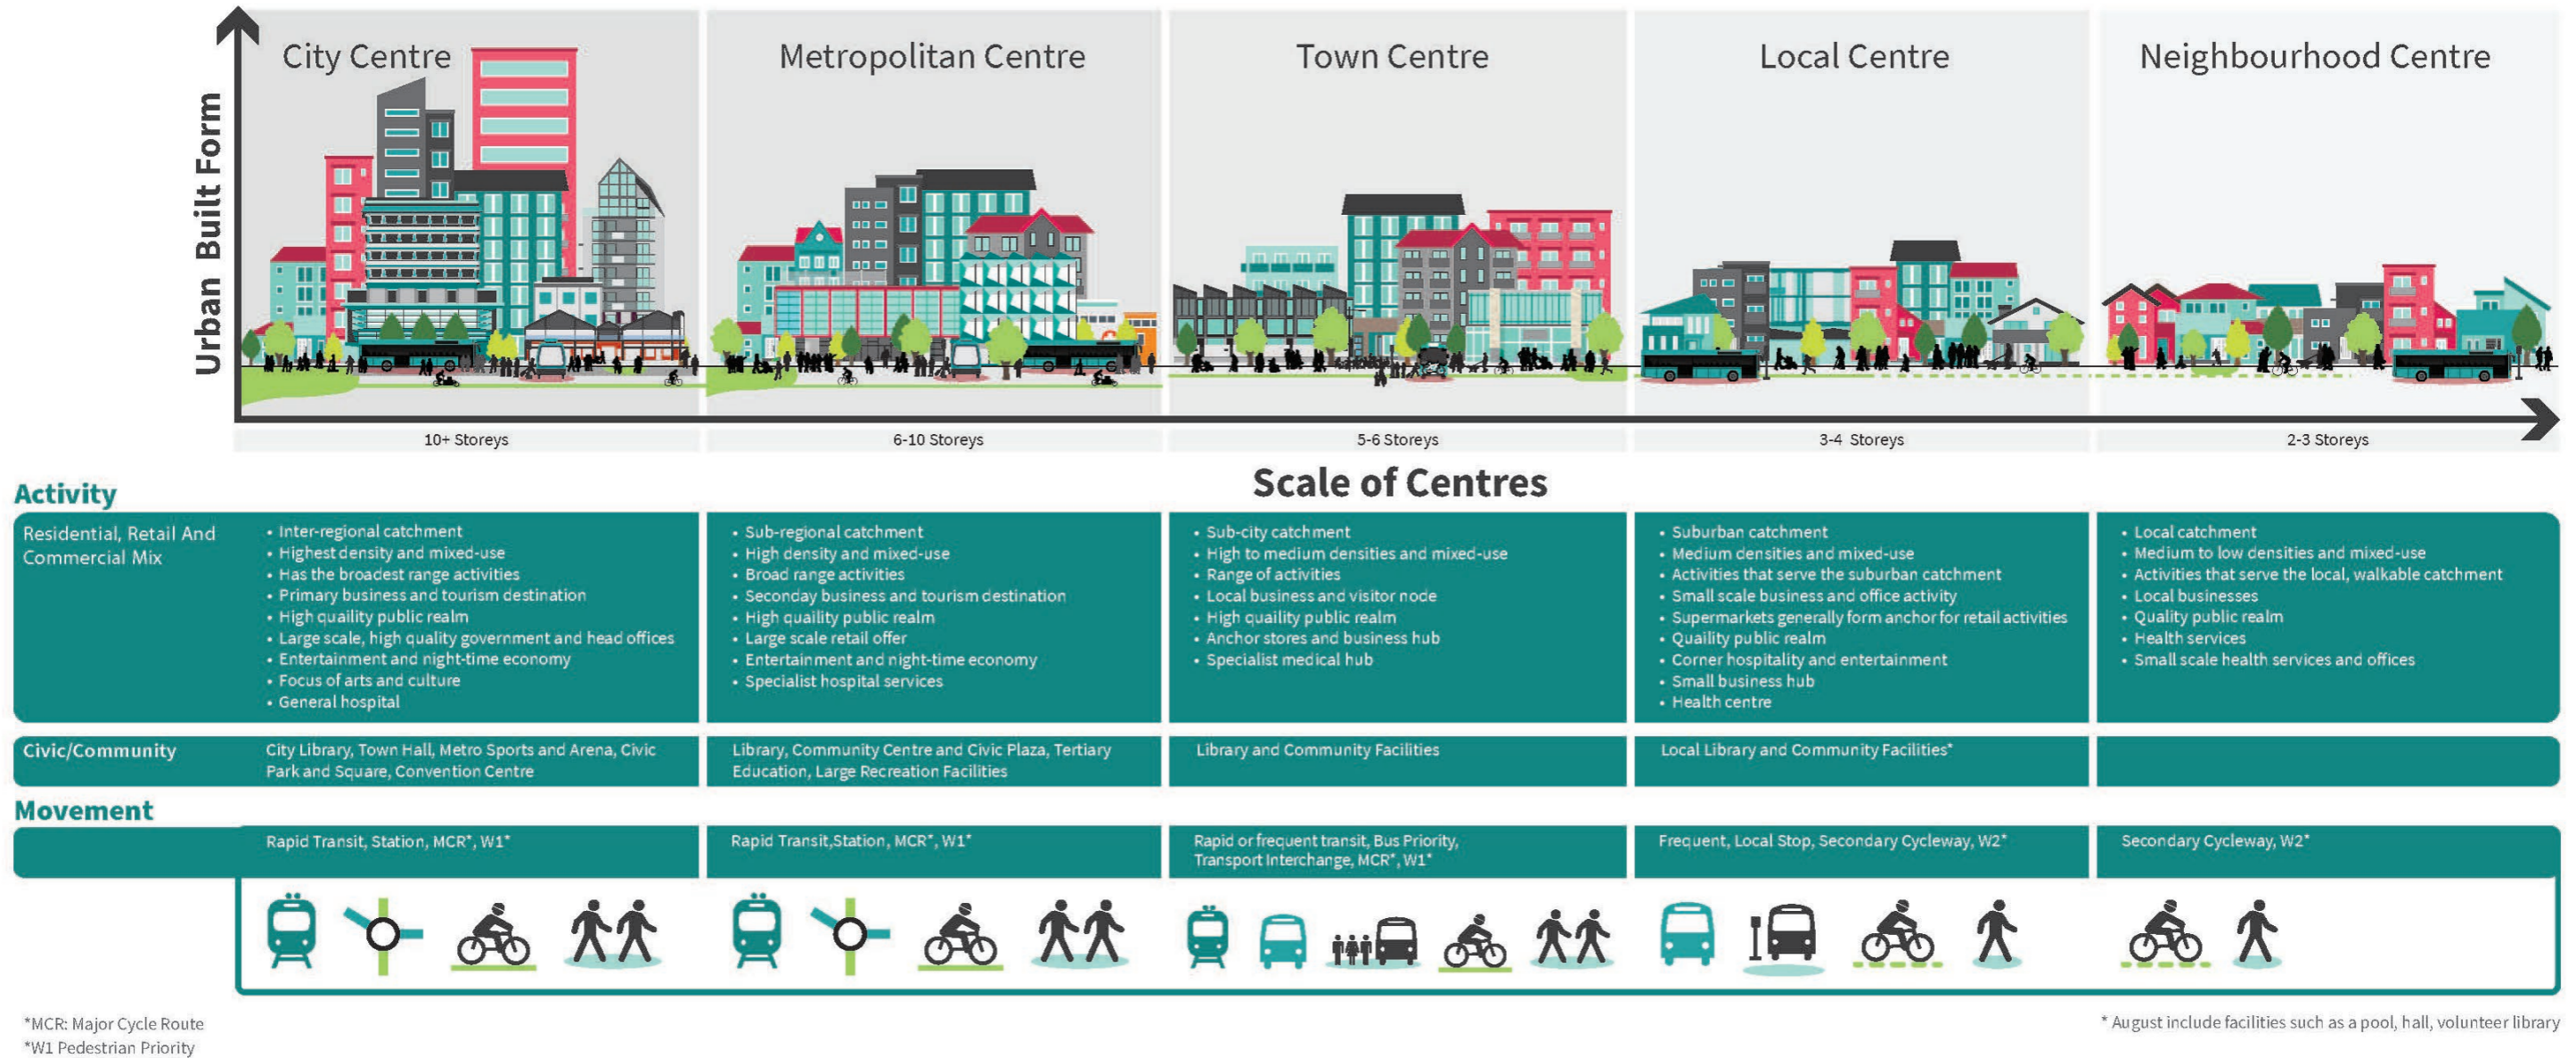 City Centre
Metropolitan Centre
Town Centre
Local Centre
Neighbourhood Centre
Urban Built Form
10+ Storeys
6-10 Storeys
5-6 Storeys
3-4 Storeys
2-3 Storeys
Scale of Centres
Activity
Residential, Retail And
Commercial Mix
• Inter-regional catchment
• Highest density and mixed-use
• Has the broadest range activities
• Primary business and tourism destination
• High quaility public realm
• Large scale, high quality government and head offices
• Entertainment and night-time economy
• Focus of arts and culture
• General hospital
• Sub-regional catchment
• High density and mixed-use
• Broad range activities
• Seconday business and tourism destination
• High quaility public realm
• Large scale retail offer
• Entertainment and night-time economy
• Specialist hospital services
• Sub-city catchment
• High to medium densities and mixed-use
• Range of activities
• Local business and visitor node
• High quaility public realm
• Anchor stores and business hub
• Specialist medical hub
• Suburban catchment
• Medium densities and mixed-use
• Activities that serve the suburban catchment
• Small scale business and office activity
• Supermarkets generally form anchor for retail activities
• Quaility public realm
• Corner hospitality and entertainment
• Small business hub
• Health centre
• Local catchment
• Medium to low densities and mixed-use
• Activities that serve the local, walkable catchment
• Local businesses
• Quality public realm
• Health services
• Small scale health services and offices
Civic/Community
City Library, Town Hall, Metro Sports and Arena, Civic
Park and Square, Convention Centre
Library, Community Centre and Civic Plaza, Tertiary
Education, Large Recreation Facilities
Library and Community Facilities
Local Library and Community Facilities*
Movement
Rapid Transit, Station, MCR*, W1*
Rapid Transit,Station, MCR*, W1*
Rapid or frequent transit, Bus Priority,
Transport Interchange, MCR*, W1*
Frequent, Local Stop, Secondary Cycleway, W2*
Secondary Cycleway, W2*
*MCR: Major Cycle Route
*W1 Pedestrian Priority
* August include facilities such as a pool, hall, volunteer library